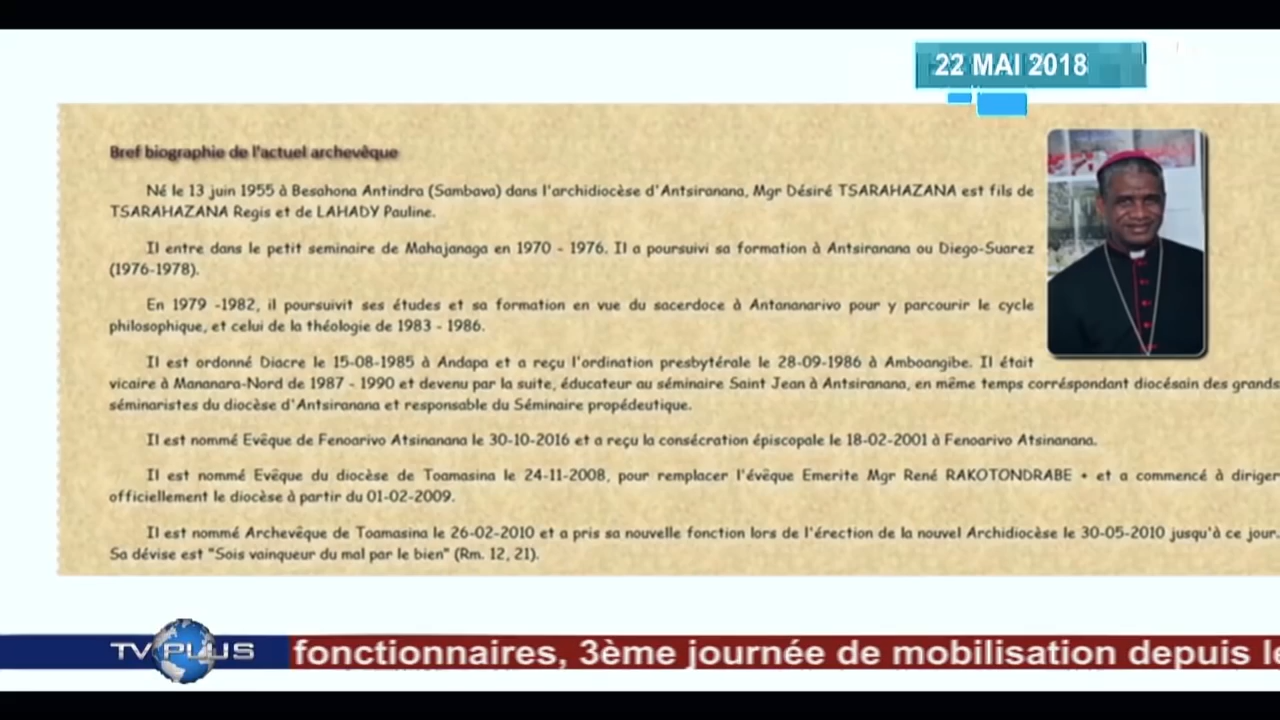 22 MAI 2018
Bref biographie de l'actuel archevêque
Né le 13 juin 1955 à Besahona Antindra (Sambava) dans l'archidiocèse d'Antsiranana, Mgr Désiré TSARAHAZANA est fils de
TSARAHAZANA Regis et de LAHADY Pauline.
Il entre dans le petit seminaire de Mahajanaga en 1970 - 1976. Il a poursuivi sa formation à Antsiranana ou Diego-Suarez
(1976-1978).
En 1979 -1982, il poursuivit ses études et sa formation en vue du sacerdoce à Antananarivo pour y parcourir le cycle
philosophique, et celui de la théologie de 1983 - 1986.
Il est ordonné Diacre le 15-08-1985 à Andapa et a reçu l'ordination presbytérale le 28-09-1986 à Amboangibe. Il était
vicaire à Mananara-Nord de 1987 - 1990 et devenu par la suite, éducateur au séminaire Saint Jean à Antsiranana, en même temps corréspondant diocésain des grands
séminaristes du diocèse d'Antsiranana et responsable du Séminaire propédeutique.
Il est nommé Evêque de Fenoarivo Atsinanana le 30-10-2016 et a reçu la consécration épiscopale le 18-02-2001 à Fenoarivo Atsinanana.
Il est nommé Evêque du diocèse de Toamasina le 24-11-2008, pour remplacer l'évêque Emerite Mgr René RAKOTONDRABE + et a commencé à diriger
officiellement le diocèse à partir du 01-02-2009.
Il est nommé Archevêque de Toamasina le 26-02-2010 et a pris sa nouvelle fonction lors de l'érection de la nouvel Archidiocèse le 30-05-2010 jusqu'à ce jour.
Sa dévise est "Sois vainqueur du mal par le bien" (Rm. 12, 21).
TV PLUS fonctionnaires, 3ème journée de mobilisation depuis le